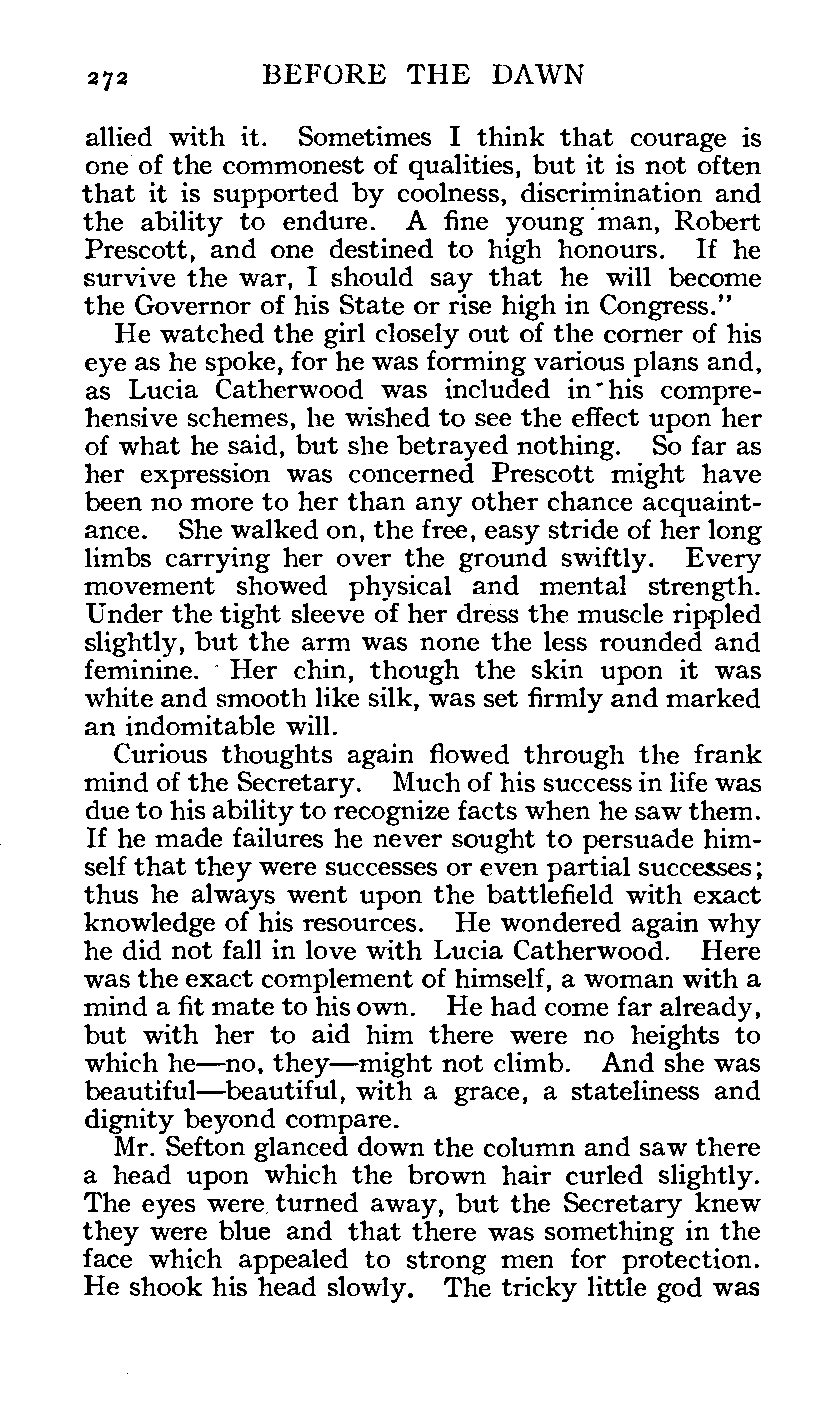 272 BEFORE THE DAWN
allied with it. Sometimes I think that courage is
one of the commonest of qualities, but it is not often
that it is supported by coolness, discrimination and
the ability to endure. A fine young man, Robert
Prescott, and one destined to high honours. If he
survive the war, I should say that he will become
the Governor of his State or rise high in Congress."
He watched the girl closely out of the corner of his
eye as he spoke, for he was forming various plans and,
as Lucia Catherwood was included in his compre-
hensive schemes, he wished to see the effect upon her
of what he said, but she betrayed nothing. So far as
her expression was concerned Prescott might have
been no more to her than any other chance acquaint-
ance. She walked on, the free, easy stride of her long
limbs carrying her over the ground swiftly. Every
movement showed physical and mental strength.
Under the tight sleeve of her dress the muscle rippled
slightly, but the arm was none the less rounded and
feminine. Her chin, though the skin upon it was
white and smooth like silk, was set firmly and marked
an indomitable will.
Curious thoughts again flowed through the frank
mind of the Secretary. Much of his success in life was
due to his ability to recognize facts when he saw them.
If he made failures he never sought to persuade him-
self that they were successes or even partial successes;
thus he always went upon the battlefield with exact
knowledge of his resources. He wondered again why
he did not fall in love with Lucia Catherwood. Here
was the exact complement of himself, a woman with a
mind a fit mate to his own. He had come far already,
but with her to aid him there were no heights to
which he—no, they—might not climb. And she was
beautiful—beautiful, with a grace, a stateliness and
dignity beyond compare.
Mr. Sefton glanced down the column and saw there
a head upon which the brown hair curled slightly.
The eyes were turned away, but the Secretary knew
they were blue and that there was something in the
face which appealed to strong men for protection.
He shook his head slowly. The tricky little god was